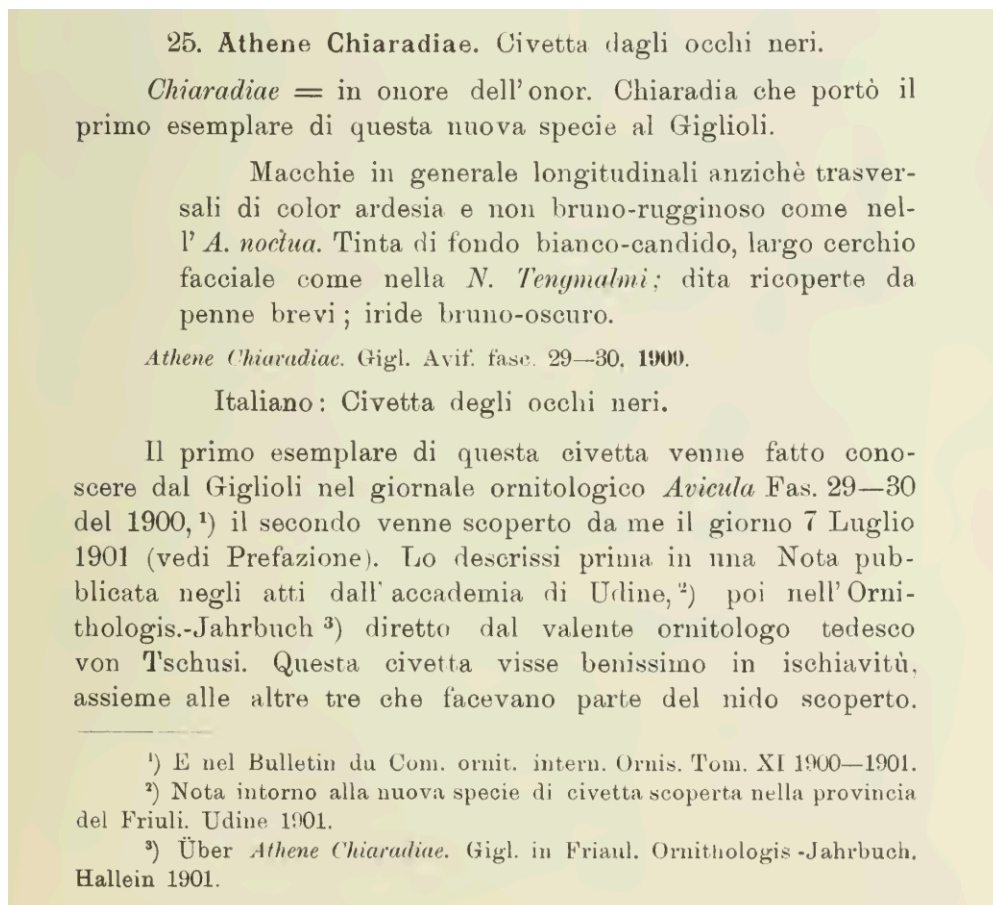 25. Athene Chiaradiae. Civetta dagli occhi neri.
Chiaradiae = in onore dell' onor. Chiaradia che portò il
primo esemplare di questa nuova specie al Giglioli.
Macchie in generale longitudinali anzichè trasver-
sali di color ardesia e non bruno-rugginoso come nel-
l' A. noctua. Tinta di fondo bianco-candido, largo cerchio
facciale come nella N. Tengmalmi; dita ricoperte da
penne brevi; iride bruno-oscuro.
Athene Chiaradiae. Gigl. Avif. fasc. 29—30. 1900.
Italiano: Civetta degli occhi neri.
Il primo esemplare di questa civetta venne fatto cono-
scere dal Giglioli nel giornale ornitologico Avicula Fas. 29—30
del 1900, ¹) il secondo venne scoperto da me il giorno 7 Luglio
1901 (vedi Prefazione). Lo descrissi prima in una Nota pub-
blicata negli atti dall' accademia di Udine, ²) poi nell' Orni-
thologis.-Jahrbuch ³) diretto dal valente ornitologo tedesco
von Tschusi. Questa civetta visse benissimo in ischiavitù,
assieme alle altre tre che facevano parte del nido scoperto.
¹) E nel Bulletin du Com. ornit. intern. Ornis. Tom. XI 1900—1901.
²) Nota intorno alla nuova specie di civetta scoperta nella provincia
del Friuli. Udine 1901.
³) Über Athene Chiaradiae. Gigl. in Friaul. Ornithologis-Jahrbuch.
Hallein 1901.